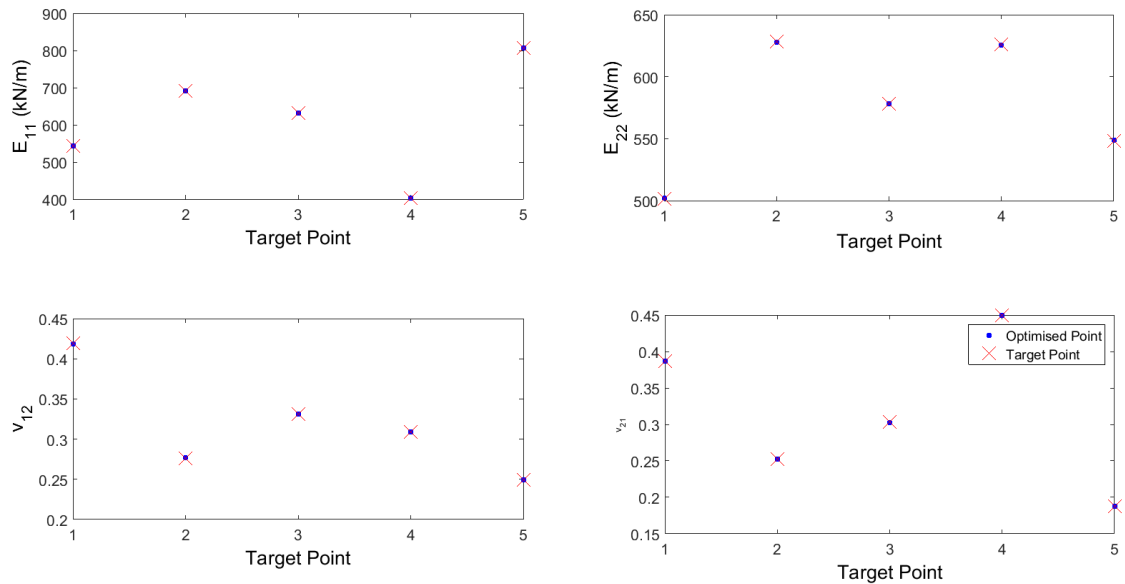 900
800
700
600
500
400
E11 (kN/m)
1 2 3 4 5
Target Point
650
600
550
500
E22 (kN/m)
1 2 3 4 5
Target Point
0.45
0.4
0.35
0.3
0.25
0.2
v12
1 2 3 4 5
Target Point
0.45
0.4
0.35
0.3
0.25
0.2
0.15
v21
Optimised Point
Target Point
1 2 3 4 5
Target Point